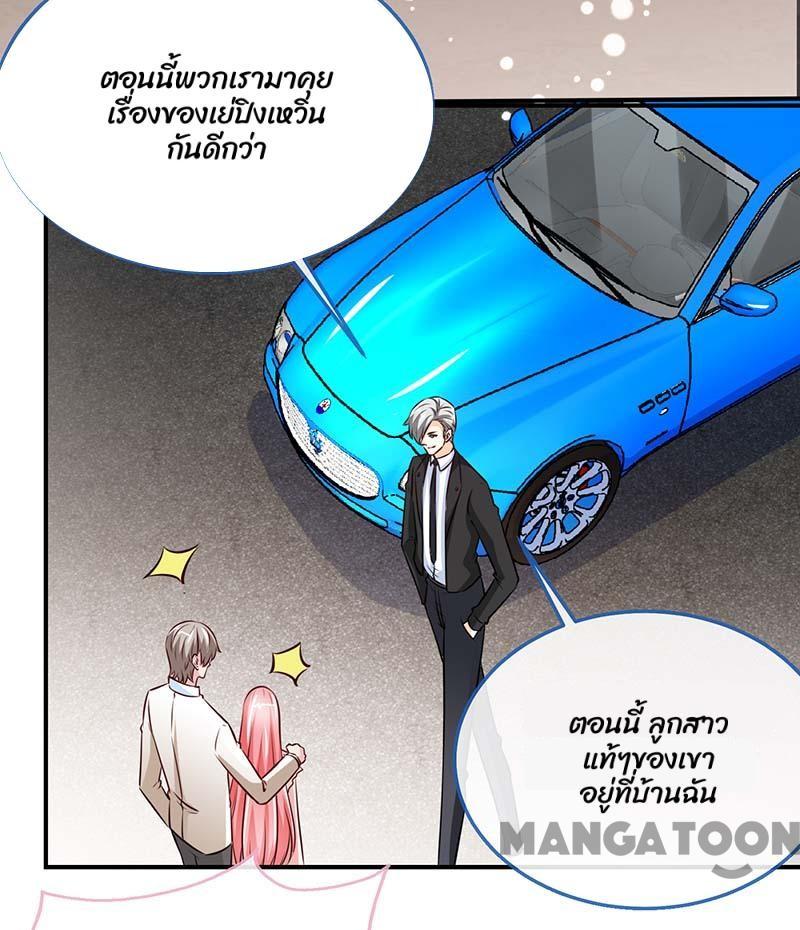 ตอนนี้พวกเรามาคุย
เรื่องของเย่ปิงเหวิน
กันดีกว่า
ตอนนี้ ลูกสาว
แท้ๆของเขา
อยู่ที่บ้านฉัน
MANGATOON